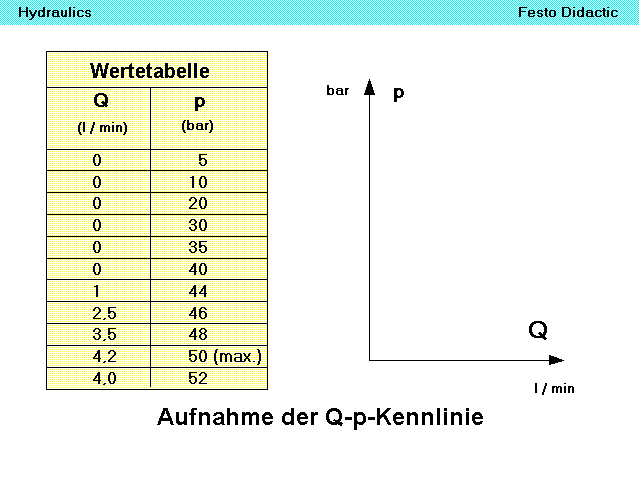 Hydraulics Festo Didactic
Wertetabelle
Q p
(l / min) (bar)
0 5
0 10
0 20
0 30
0 35
0 40
1 44
2,5 46
3,5 48
4,2 50 (max.)
4,0 52
bar p
Q
l / min
Aufnahme der Q-p-Kennlinie